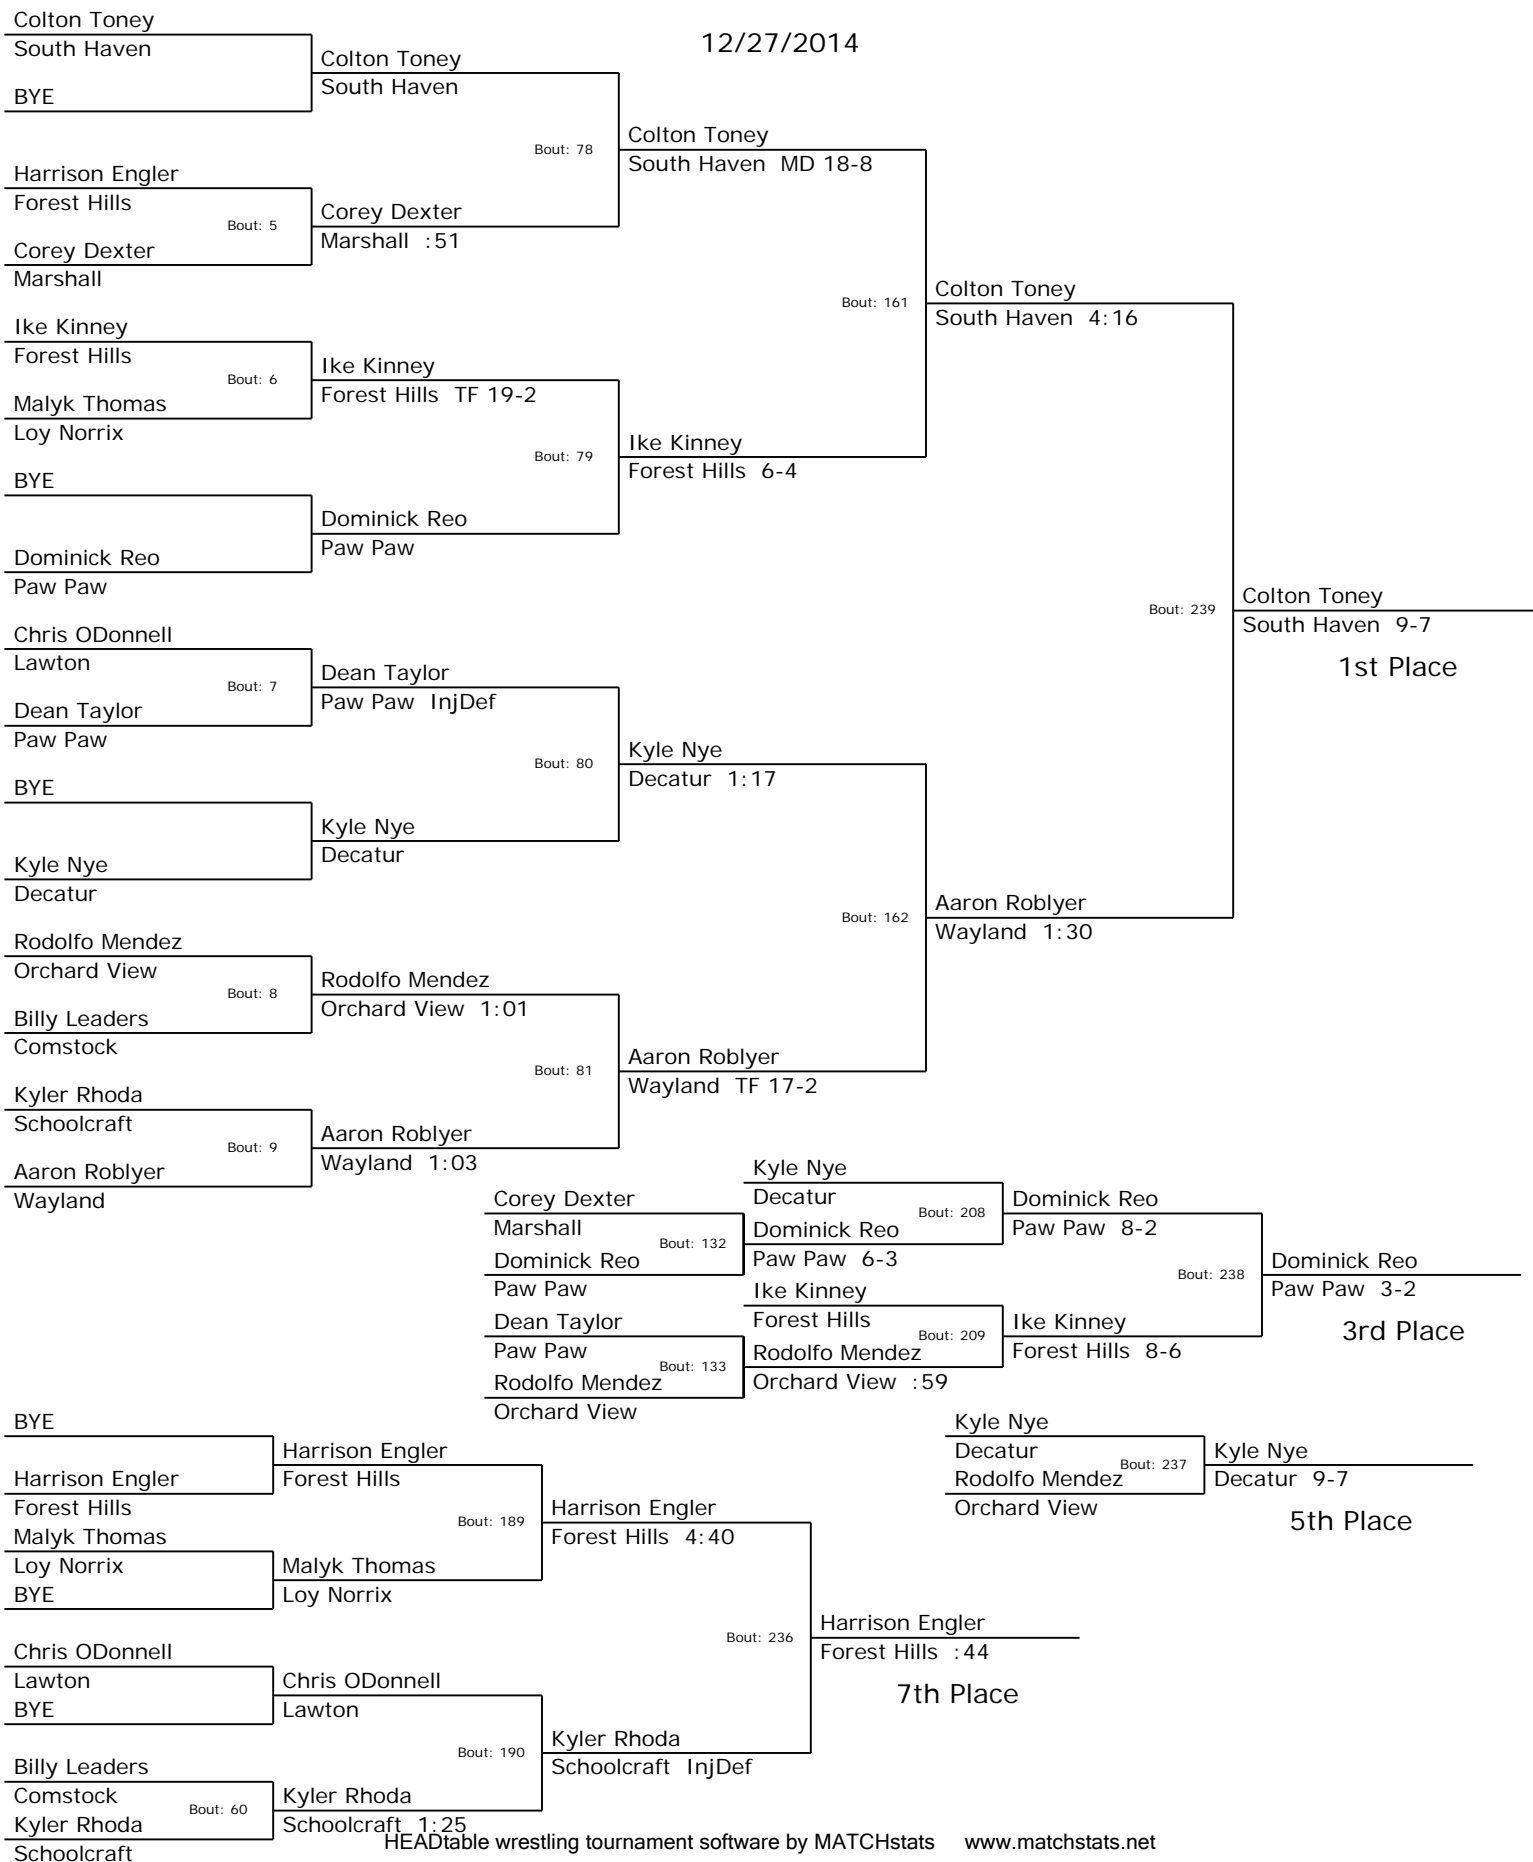 12/27/2014
Colton Toney
South Haven
BYE
Harrison Engler
Forest Hills
Bout: 5
Corey Dexter
Marshall
Ike Kinney
Forest Hills
Bout: 6
Malyk Thomas
Loy Norrix
BYE
Dominick Reo
Paw Paw
Chris ODonnell
Lawton
Bout: 7
Dean Taylor
Paw Paw
BYE
Kyle Nye
Decatur
Rodolfo Mendez
Orchard View
Bout: 8
Billy Leaders
Comstock
Kyler Rhoda
Schoolcraft
Bout: 9
Aaron Roblyer
Wayland
Colton Toney
South Haven
Bout: 78
Corey Dexter
Marshall :51
Ike Kinney
Forest Hills TF 19-2
Bout: 79
Dominick Reo
Paw Paw
Dean Taylor
Paw Paw InjDef
Bout: 80
Kyle Nye
Decatur
Rodolfo Mendez
Orchard View 1:01
Bout: 81
Aaron Roblyer
Wayland 1:03
Colton Toney
South Haven MD 18-8
Bout: 161
Ike Kinney
Forest Hills 6-4
Kyle Nye
Decatur 1:17
Bout: 162
Aaron Roblyer
Wayland TF 17-2
Colton Toney
South Haven 4:16
Bout: 239
Aaron Roblyer
Wayland 1:30
Colton Toney
South Haven 9-7
1st Place
Corey Dexter
Marshall
Bout: 132
Dominick Reo
Paw Paw
Dean Taylor
Paw Paw
Bout: 133
Rodolfo Mendez
Orchard View
Kyle Nye
Decatur
Bout: 208
Dominick Reo
Paw Paw 6-3
Ike Kinney
Forest Hills
Bout: 209
Rodolfo Mendez
Orchard View :59
Dominick Reo
Paw Paw 8-2
Bout: 238
Ike Kinney
Forest Hills 8-6
Dominick Reo
Paw Paw 3-2
3rd Place
Kyle Nye
Decatur
Bout: 237
Rodolfo Mendez
Orchard View
Kyle Nye
Decatur 9-7
5th Place
BYE
Harrison Engler
Forest Hills
Malyk Thomas
Loy Norrix
BYE
Chris ODonnell
Lawton
BYE
Billy Leaders
Comstock
Bout: 60
Kyler Rhoda
Schoolcraft
Harrison Engler
Forest Hills
Bout: 189
Malyk Thomas
Loy Norrix
Chris ODonnell
Lawton
Bout: 190
Kyler Rhoda
Schoolcraft 1:25
Harrison Engler
Forest Hills 4:40
Bout: 236
Kyler Rhoda
Schoolcraft InjDef
Harrison Engler
Forest Hills :44
7th Place
HEADtable wrestling tournament software by MATCHstats www.matchstats.net